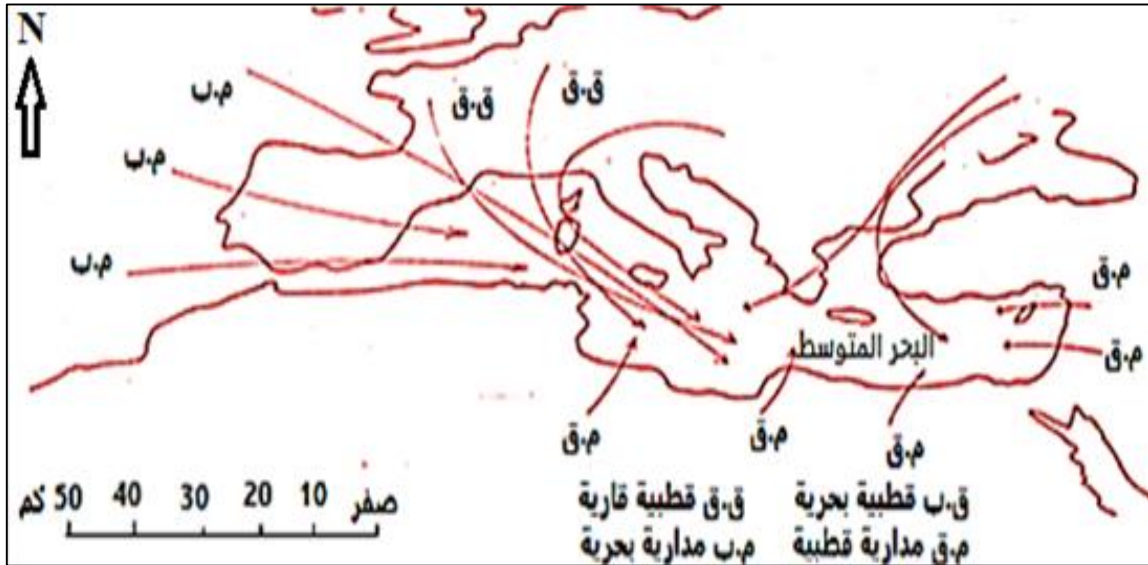 N
م.ب
ق.ق
ق.ق
م.ب
م.ب
م.ق
م.ق
البحر المتوسط
م.ق
م.ق
م.ق
50 40 30 20 10 صفر كم
ق.ق قطبية قارية
ق.ب قطبية بحرية
م.ب مدارية بحرية
م.ق مدارية قطبية